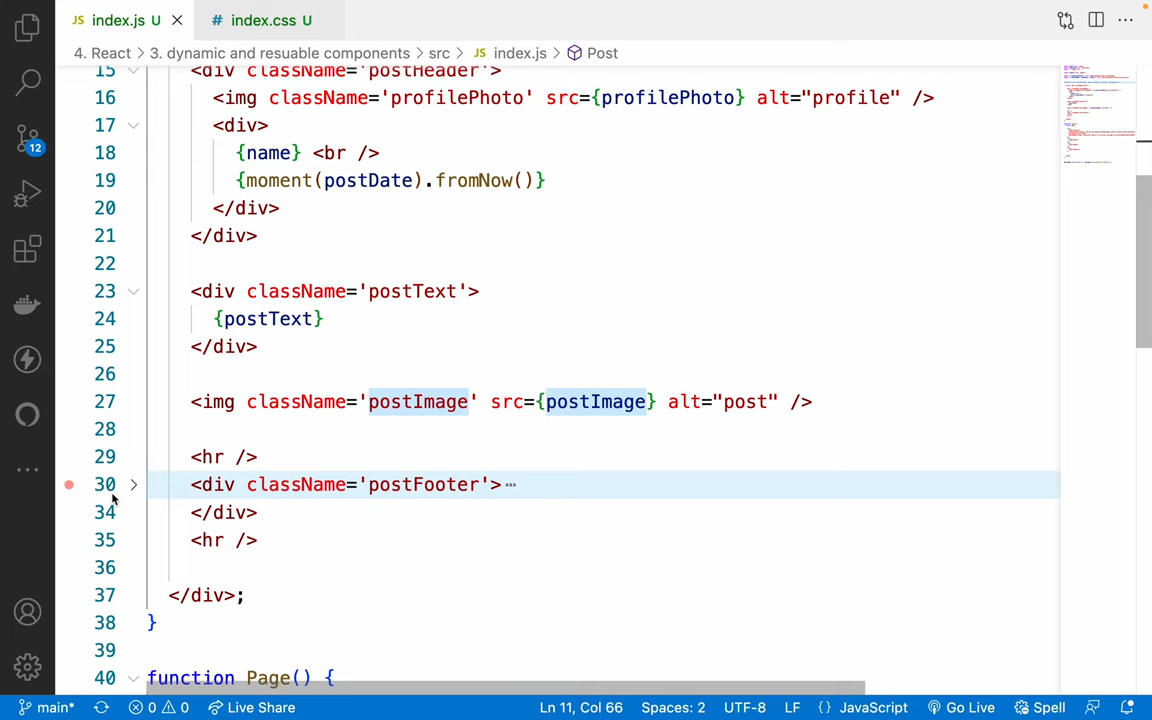 JS index.js U # index.css U
4. React > 3. dynamic and resuable components > src > JS index.js > Post
15 <div className='postHeader'>
16 <img className='profilePhoto' src={profilePhoto} alt="profile" />
17 <div>
18 {name} <br />
19 {moment(postDate).fromNow()}
20 </div>
21 </div>
22
23 <div className='postText'>
24 {postText}
25 </div>
26
27 <img className='postImage' src={postImage} alt="post" />
28
29 <hr />
30 <div className='postFooter'>
34 </div>
35 <hr />
36
37 </div>;
38 }
39
40 function Page() {
12
main* 0 0 Live Share Ln 11, Col 66 Spaces: 2 UTF-8 LF {} JavaScript Go Live Spell